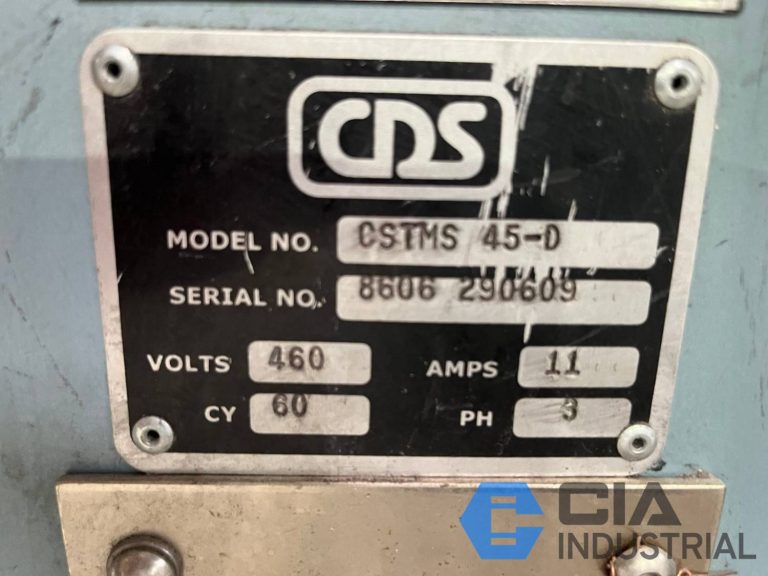 CDS
MODEL NO. CSTMS 45-D
SERIAL NO. 8606 290609
VOLTS 460 AMPS 11
CY 60 PH 3
CIA
INDUSTRIAL